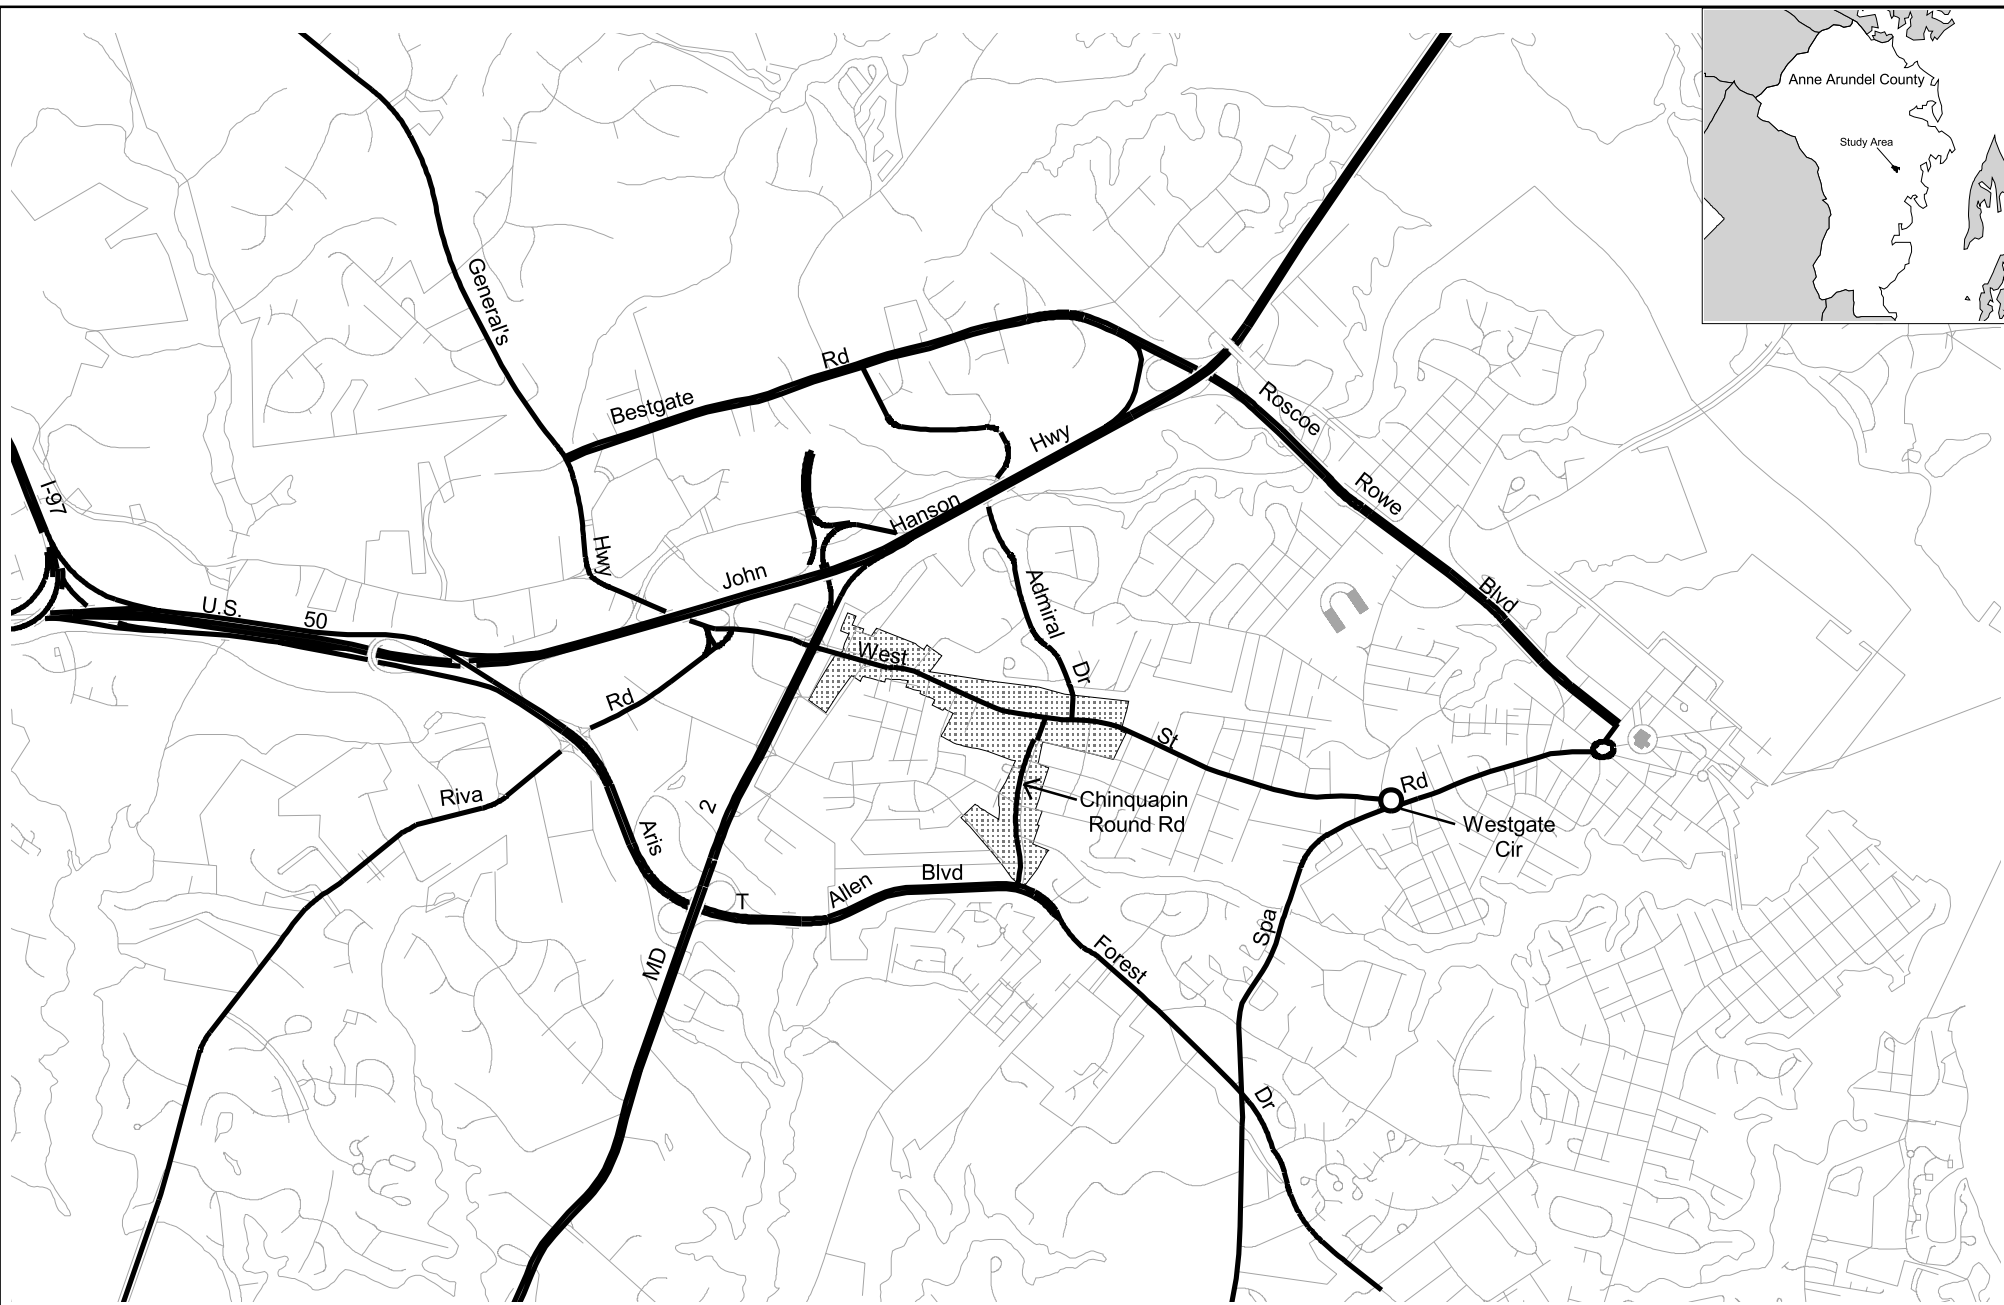 Anne Arundel County
Study Area
General's
Rd
Bestgate
Roscoe
Hwy
I-97
Rowe
Hanson
Hwy
John
Admiral
Blvd
U.S.
50
West
Dr
Rd
St
Rd
Riva
2
Chinquapin
Round Rd
Westgate
Cir
Aris
Blvd
Allen
T
Spa
Forest
MD
Dr